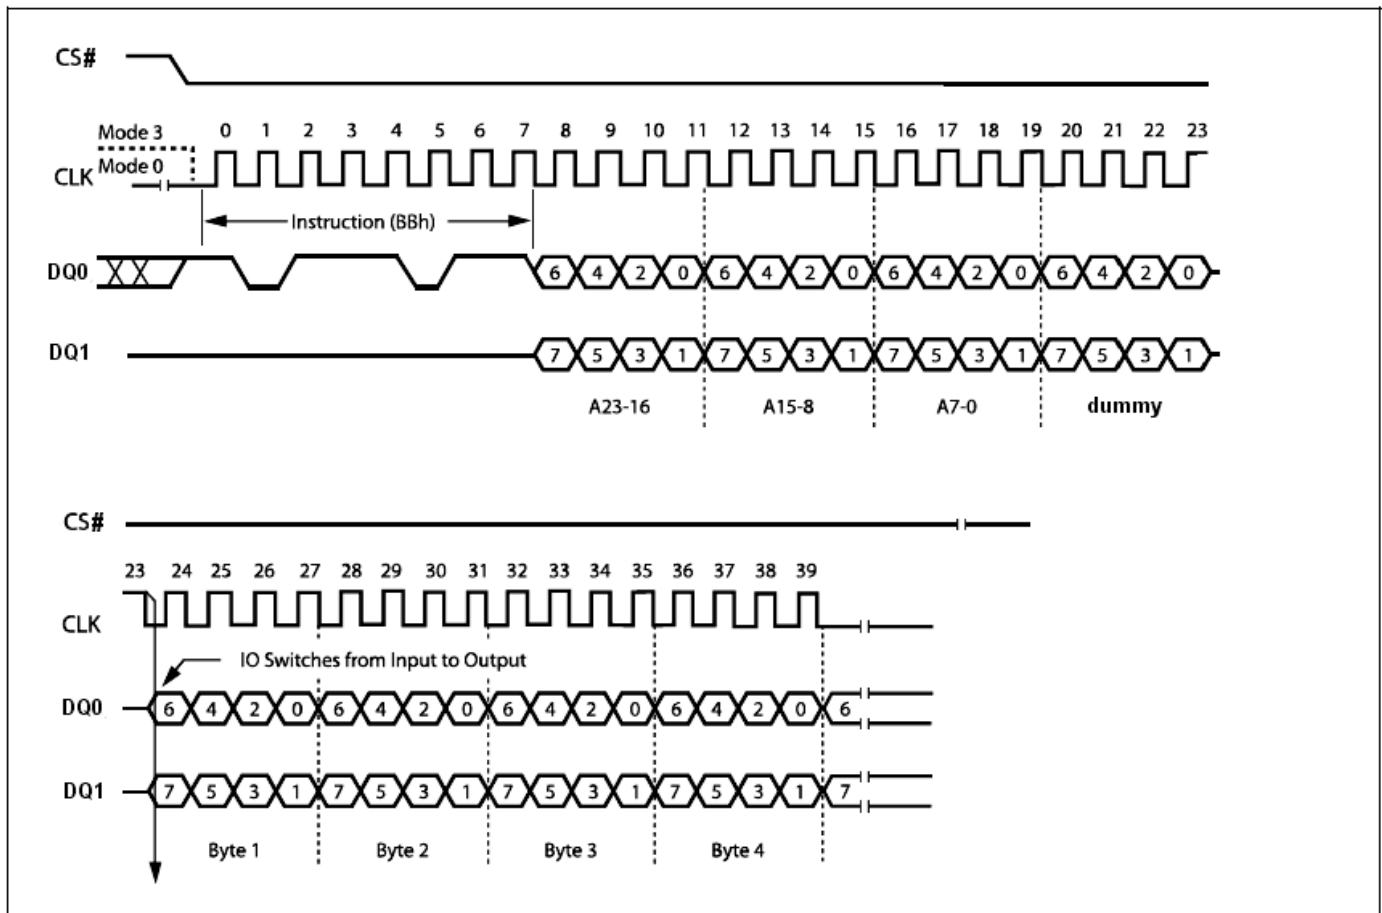 CS#
Mode 3
0 1 2 3 4 5 6 7 8 9 10 11 12 13 14 15 16 17 18 19 20 21 22 23
Mode 0
CLK
Instruction (BBh)
DQ0 6 4 2 0 6 4 2 0 6 4 2 0 6 4 2 0
DQ1 7 5 3 1 7 5 3 1 7 5 3 1 7 5 3 1
A23-16 A15-8 A7-0 dummy
CS#
23 24 25 26 27 28 29 30 31 32 33 34 35 36 37 38 39
CLK
IO Switches from Input to Output
DQ0 6 4 2 0 6 4 2 0 6 4 2 0 6 4 2 0 6
DQ1 7 5 3 1 7 5 3 1 7 5 3 1 7 5 3 1 7
Byte 1 Byte 2 Byte 3 Byte 4